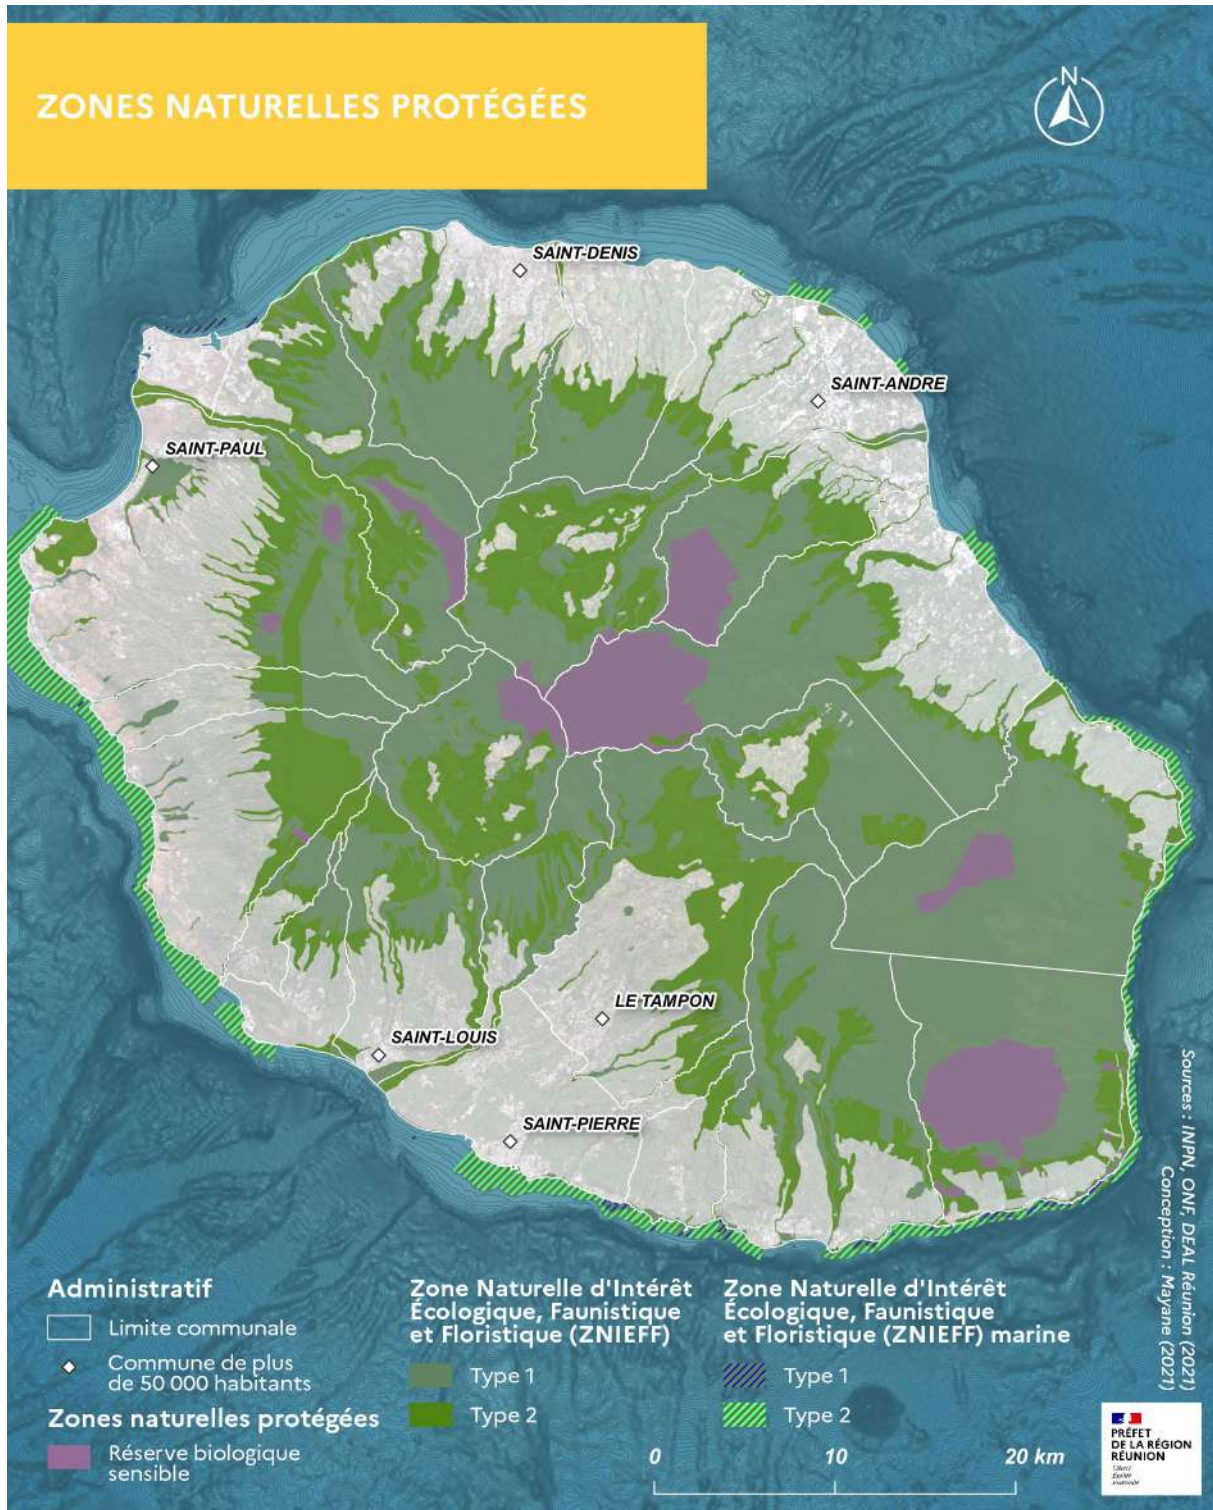 ZONES NATURELLES PROTÉGÉES
N
SAINT-DENIS
SAINT-ANDRE
SAINT-PAUL
LE TAMPON
SAINT-LOUIS
SAINT-PIERRE
Sources : INPN, ONF, DEAL Réunion (2021)
Conception : Mayane (2021)
Administratif
Limite communale
Commune de plus
de 50 000 habitants
Zones naturelles protégées
Réserve biologique
sensible
Zone Naturelle d'Intérêt
Écologique, Faunistique
et Floristique (ZNIEFF)
Type 1
Type 2
Zone Naturelle d'Intérêt
Écologique, Faunistique
et Floristique (ZNIEFF) marine
Type 1
Type 2
0 10 20 km
PRÉFET
DE LA RÉGION
RÉUNION